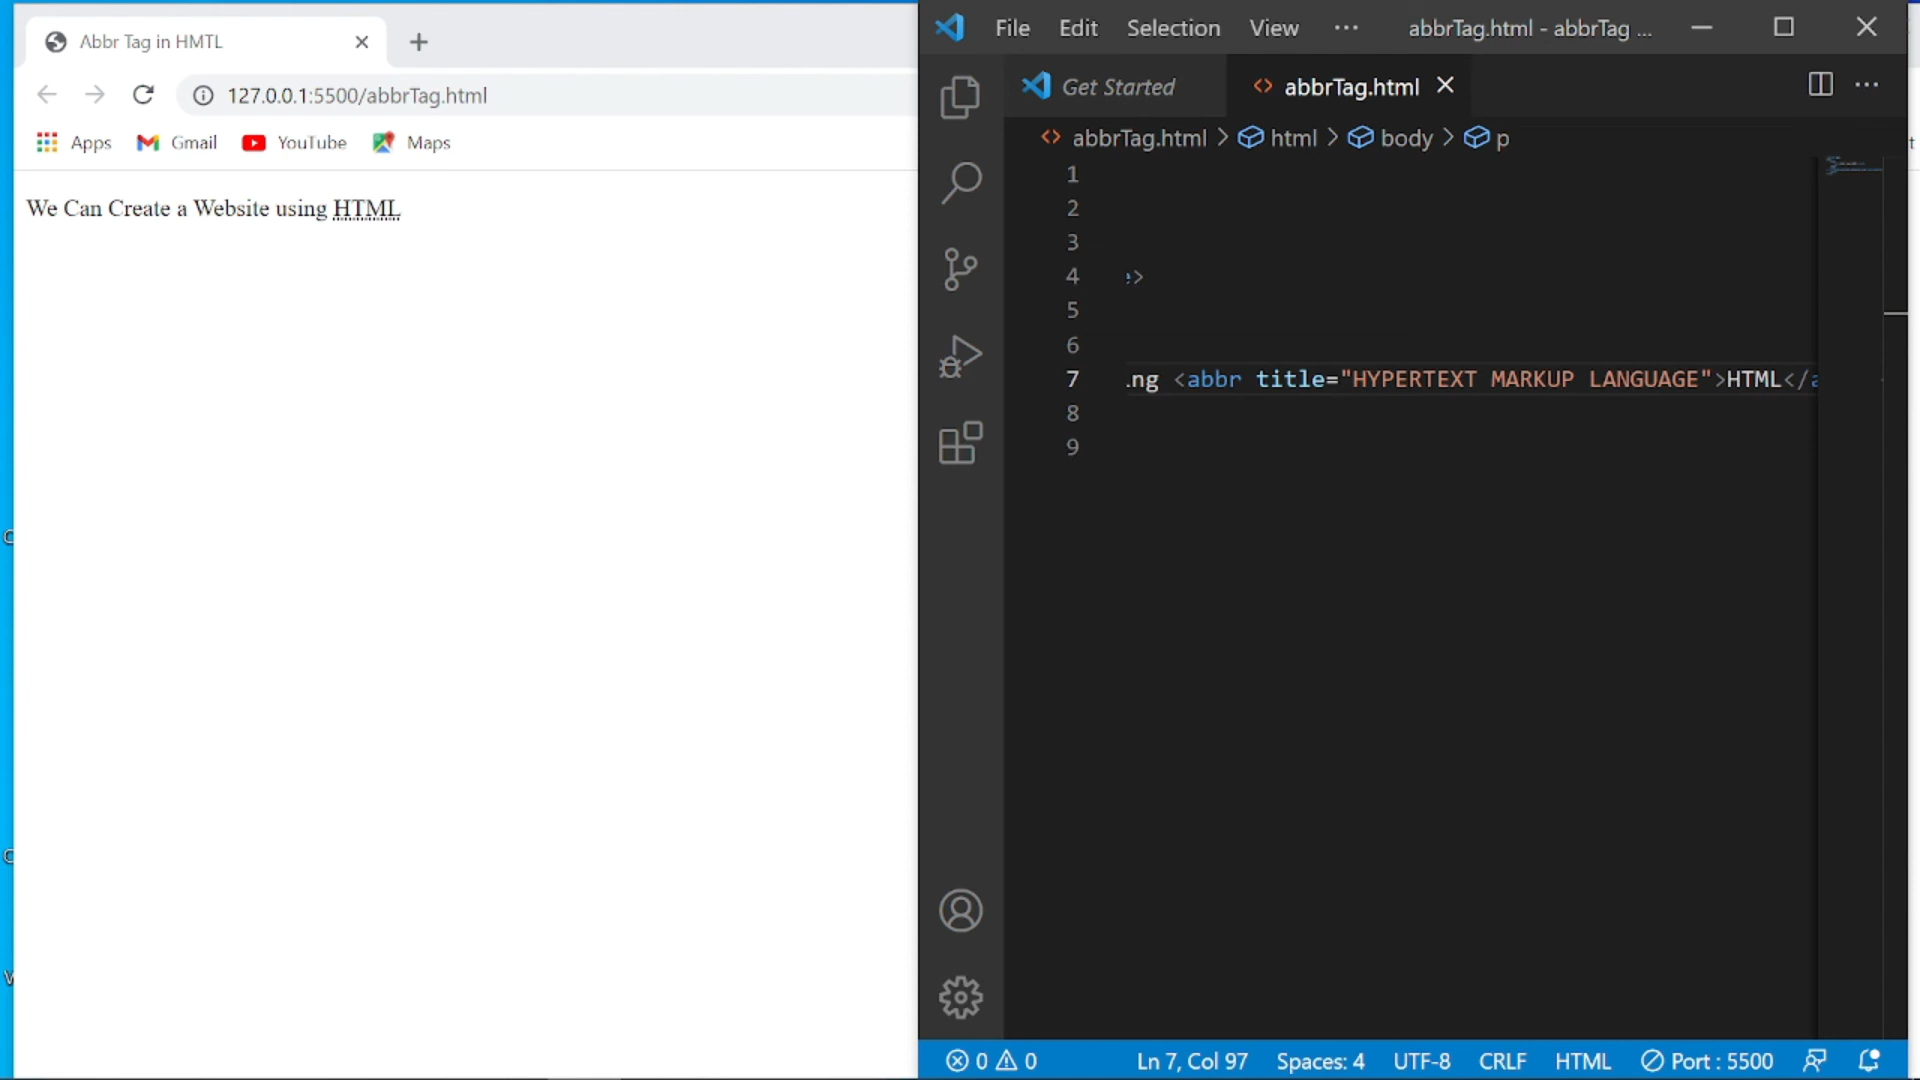 Abbr Tag in HMTL
127.0.0.1:5500/abbrTag.html
Apps Gmail YouTube Maps
We Can Create a Website using HTML
File Edit Selection View ··· abbrTag.html - abbrTag ...
Get Started abbrTag.html
abbrTag.html > html > body > p
1
2
3
4 >
5
6
7 ng <abbr title="HYPERTEXT MARKUP LANGUAGE">HTML</a
8
9
0 0 Ln 7, Col 97 Spaces: 4 UTF-8 CRLF HTML Port : 5500